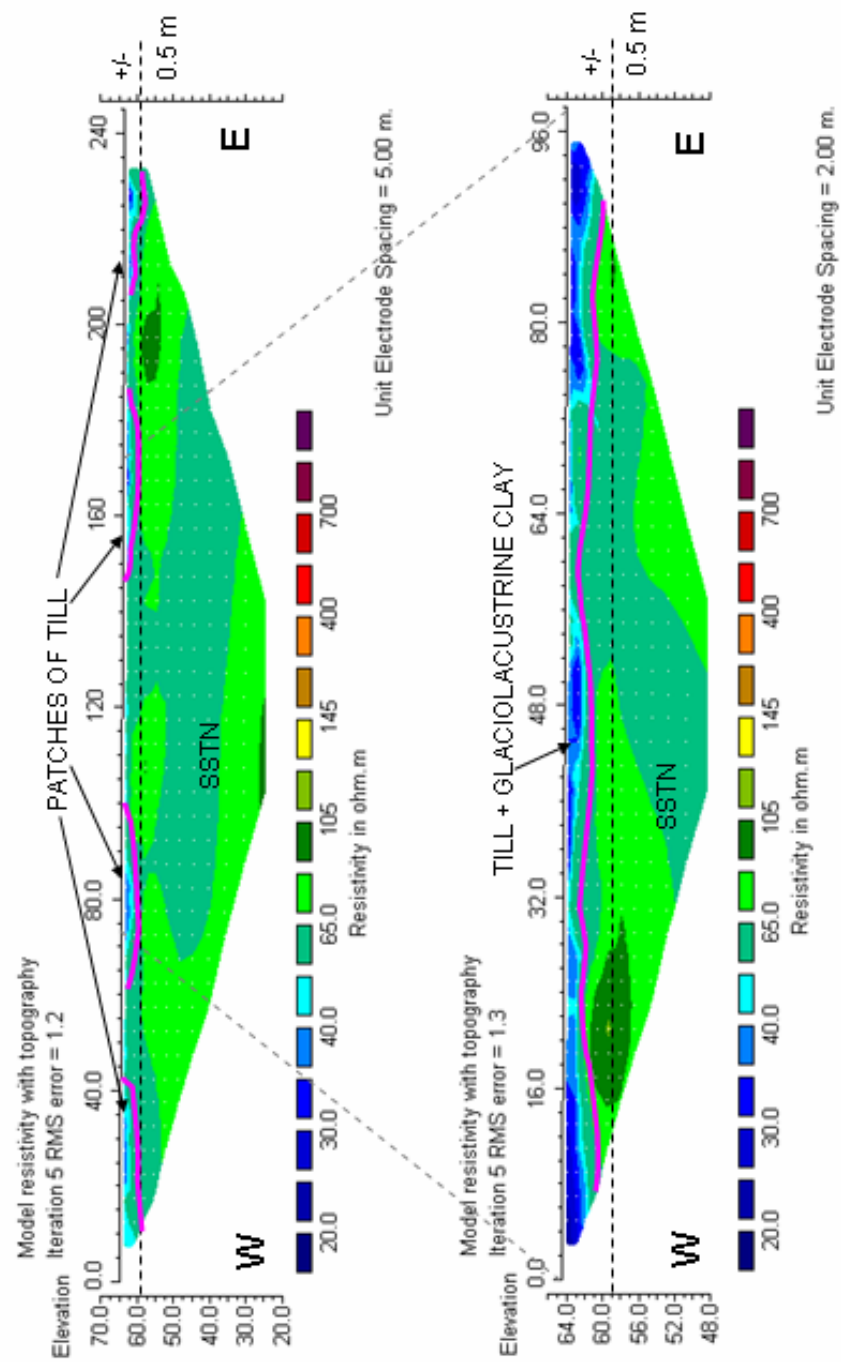 PATCHES OF TILL
Model resistivity with topography
Iteration 5 RMS error = 1.2
Elevation
0.0 40.0 80.0 120 160 200 240
70.0
60.0
50.0
40.0
30.0
20.0
+/-
0.5 m
SSTN
W
E
20.0 30.0 40.0 65.0 105 145 400 700
Resistivity in ohm.m
Unit Electrode Spacing = 5.00 m.
TILL + GLACIOLACUSTRINE CLAY
Model resistivity with topography
Iteration 5 RMS error = 1.3
Elevation
0.0 16.0 32.0 48.0 64.0 80.0 96.0
64.0
60.0
56.0
52.0
48.0
+/-
0.5 m
SSTN
W
E
20.0 30.0 40.0 65.0 105 145 400 700
Resistivity in ohm.m
Unit Electrode Spacing = 2.00 m.